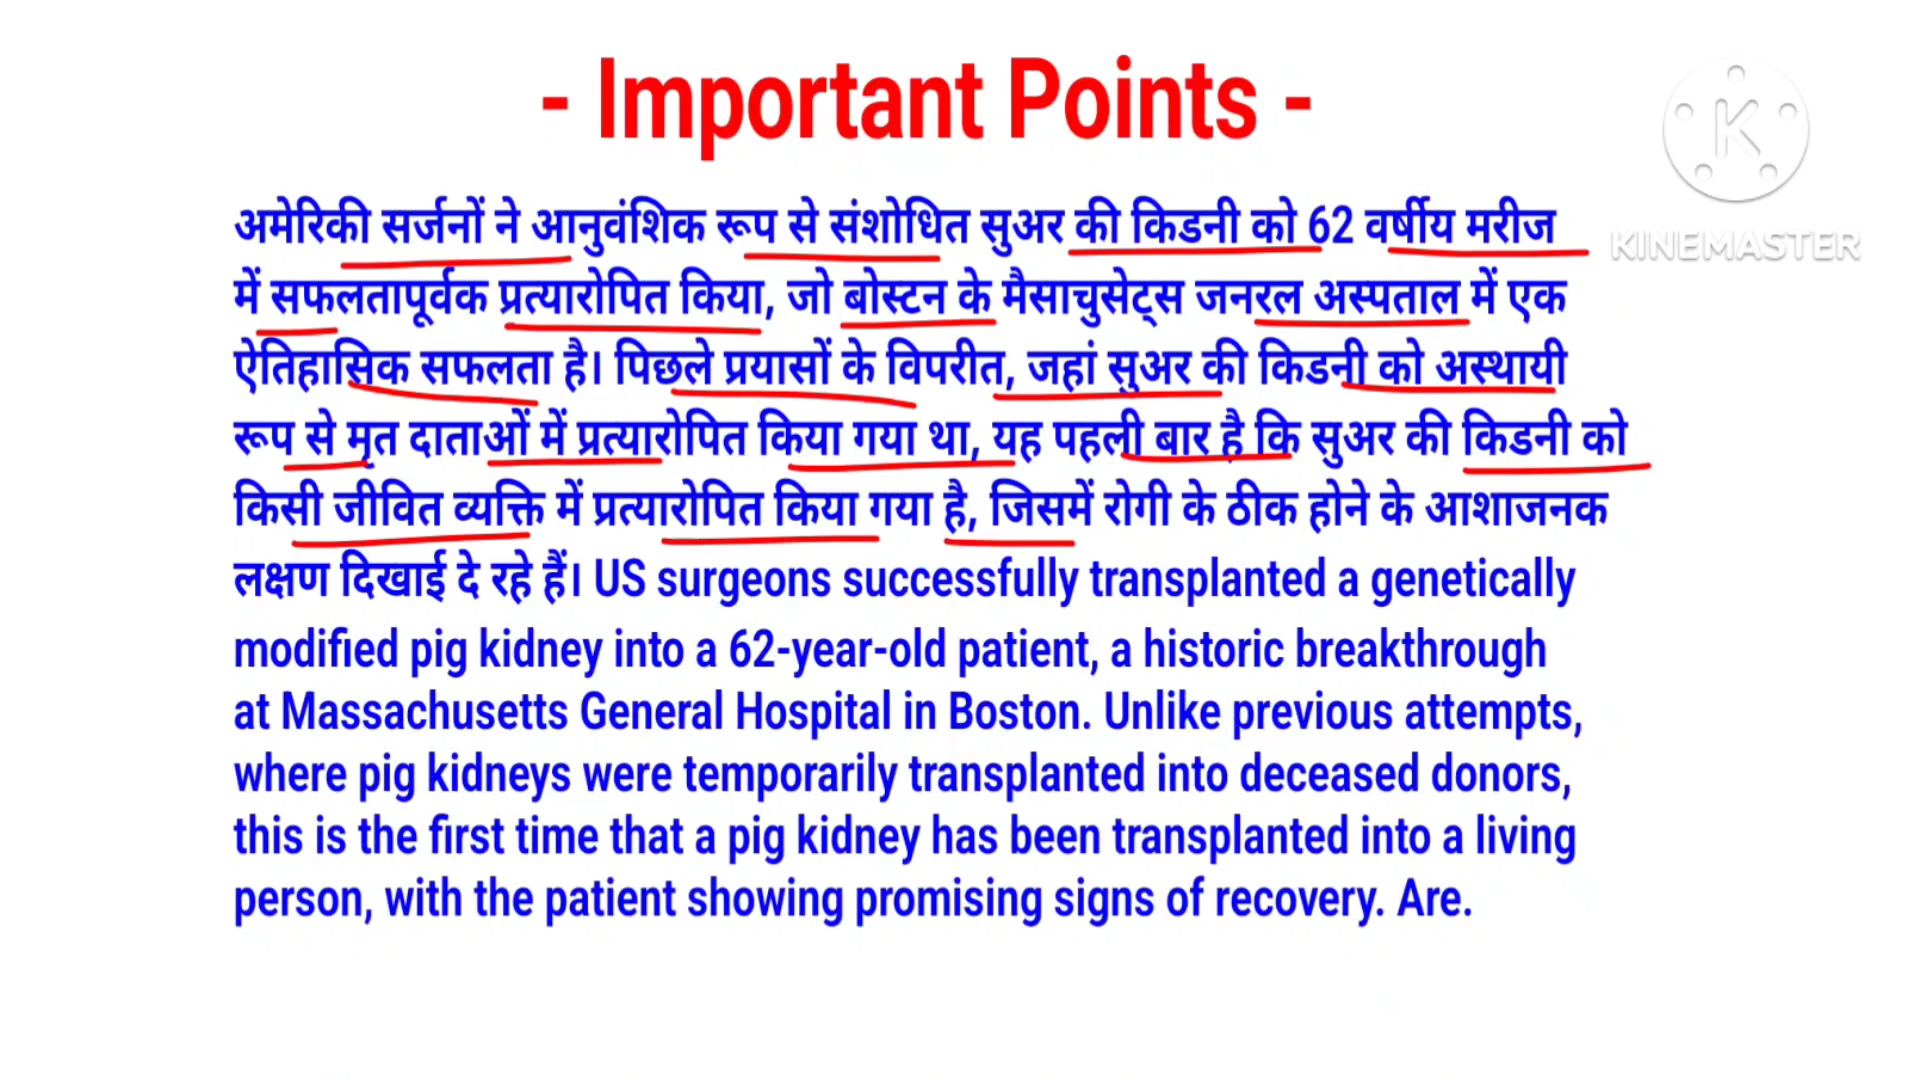 - Important Points -
अमेरिकी सर्जनों ने आनुवंशिक रूप से संशोधित सुअर की किडनी को 62 वर्षीय मरीज
में सफलतापूर्वक प्रत्यारोपित किया, जो बोस्टन के मैसाचुसेट्स जनरल अस्पताल में एक
ऐतिहासिक सफलता है। पिछले प्रयासों के विपरीत, जहां सुअर की किडनी को अस्थायी
रूप से मृत दाताओं में प्रत्यारोपित किया गया था, यह पहली बार है कि सुअर की किडनी को
किसी जीवित व्यक्ति में प्रत्यारोपित किया गया है, जिसमें रोगी के ठीक होने के आशाजनक
लक्षण दिखाई दे रहे हैं। US surgeons successfully transplanted a genetically
modified pig kidney into a 62-year-old patient, a historic breakthrough
at Massachusetts General Hospital in Boston. Unlike previous attempts,
where pig kidneys were temporarily transplanted into deceased donors,
this is the first time that a pig kidney has been transplanted into a living
person, with the patient showing promising signs of recovery. Are.
K
KINEMASTER